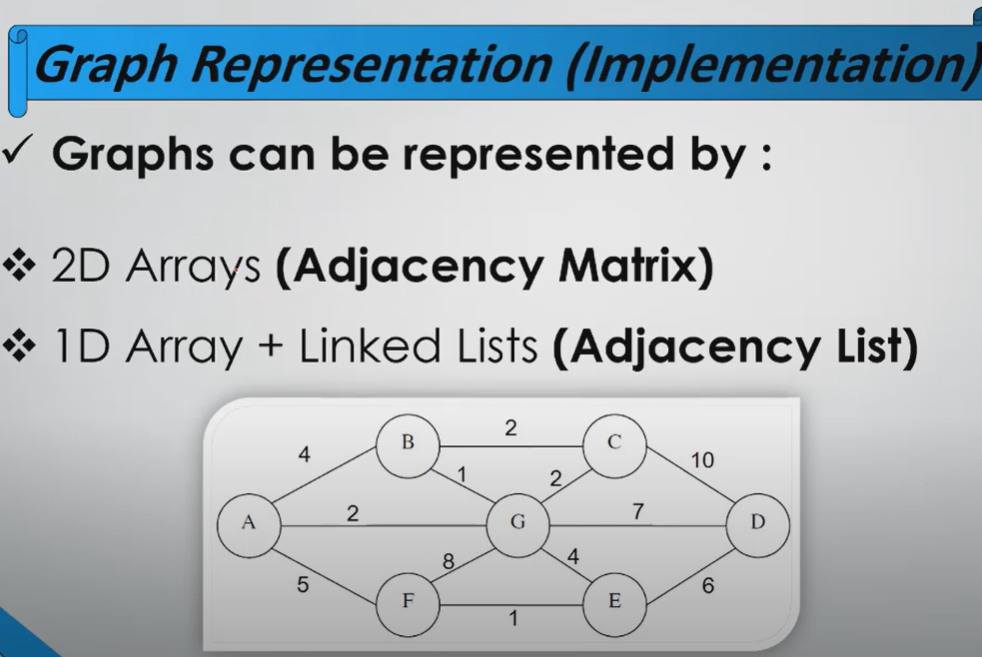 Graph Representation (Implementation)
✓ Graphs can be represented by :
❖ 2D Arrays (Adjacency Matrix)
❖ 1D Array + Linked Lists (Adjacency List)
B 2 C
4 1 2 10
A 2 G 7 D
5 8 4 6
F 1 E